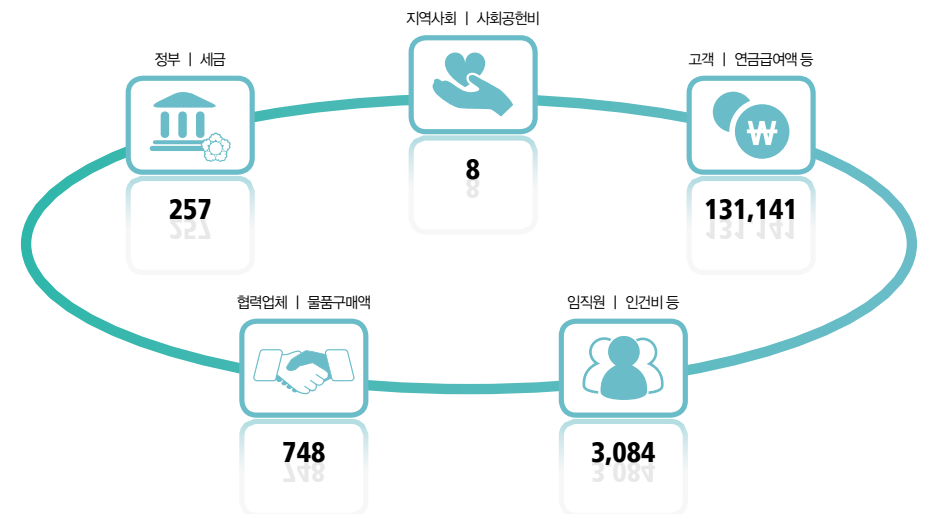 지역사회 | 사회공헌비
8
정부 | 세금
257
고객 | 연금급여액 등
₩
131,141
협력업체 | 물품구매액
748
임직원 | 인건비 등
3,084